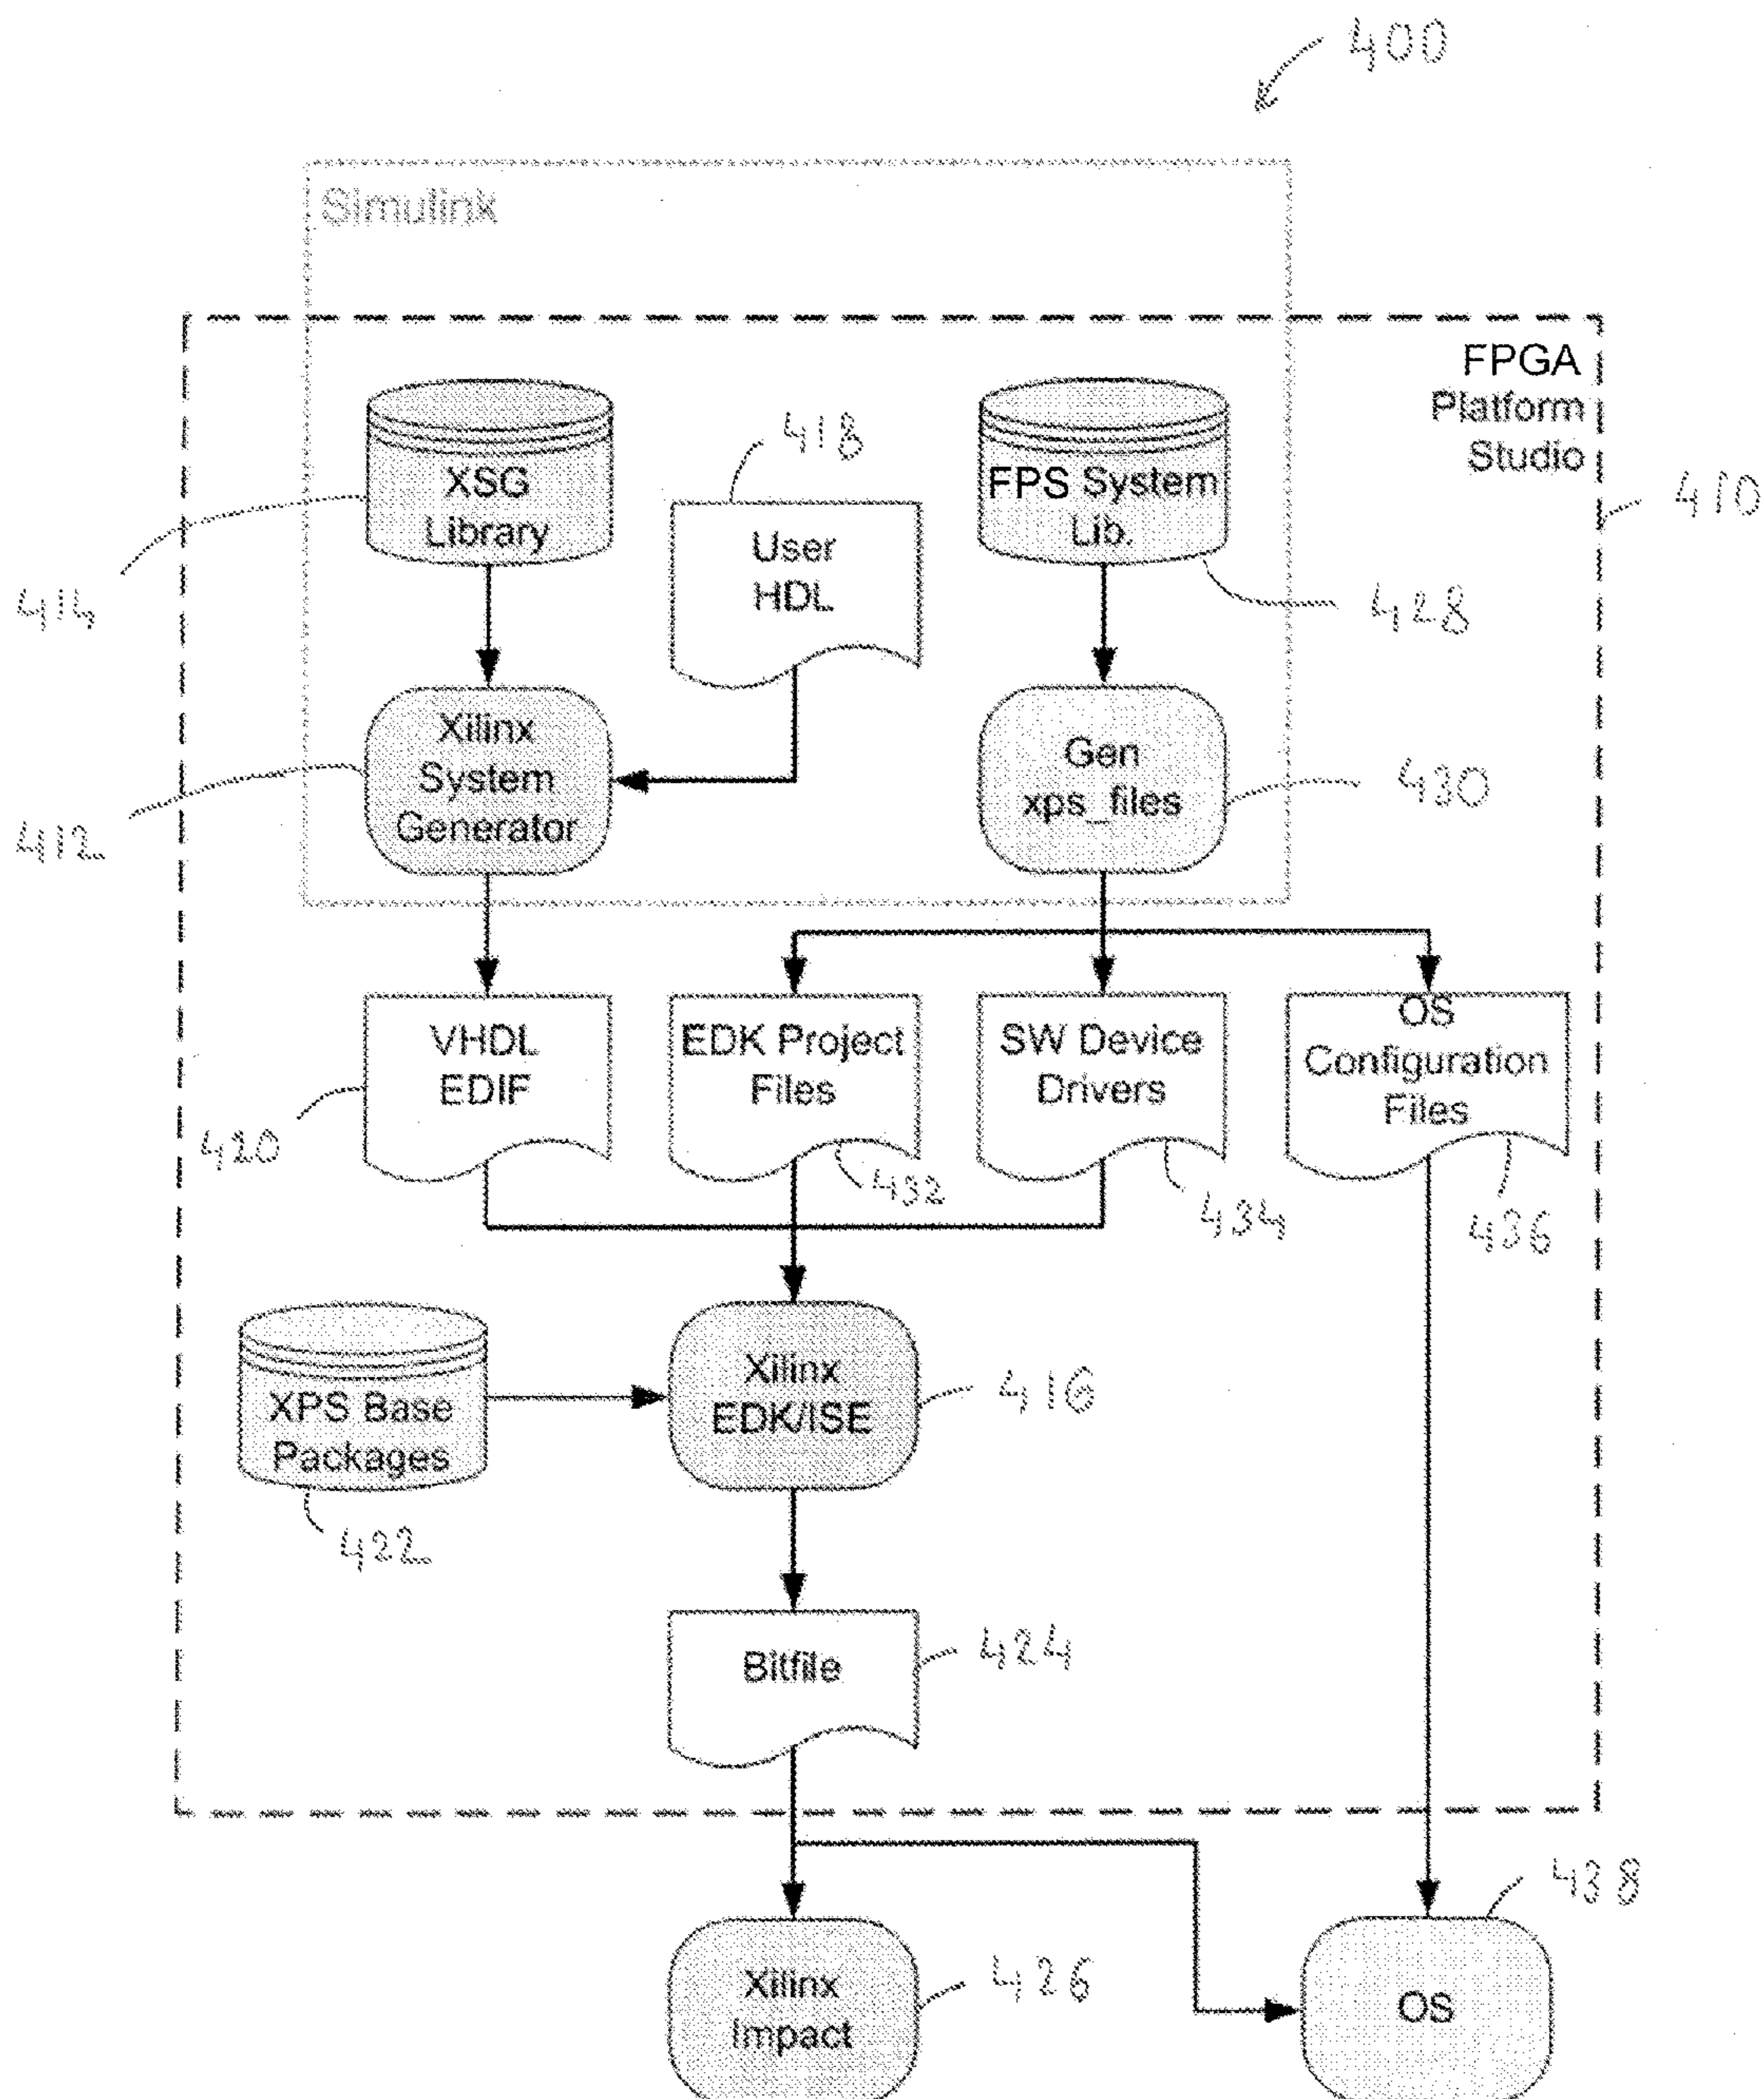 400
Simulink
FPGA
Platform
Studio
410
XSG
Library
414
418
User
HDL
FPS System
Lib.
428
Xilinx
System
Generator
412
Gen
xps_files
430
VHDL
EDIF
420
EDK Project
Files
432
SW Device
Drivers
434
OS
Configuration
Files
436
XPS Base
Packages
422
Xilinx
EDK/ISE
416
Bitfile
424
Xilinx
Impact
426
OS
438